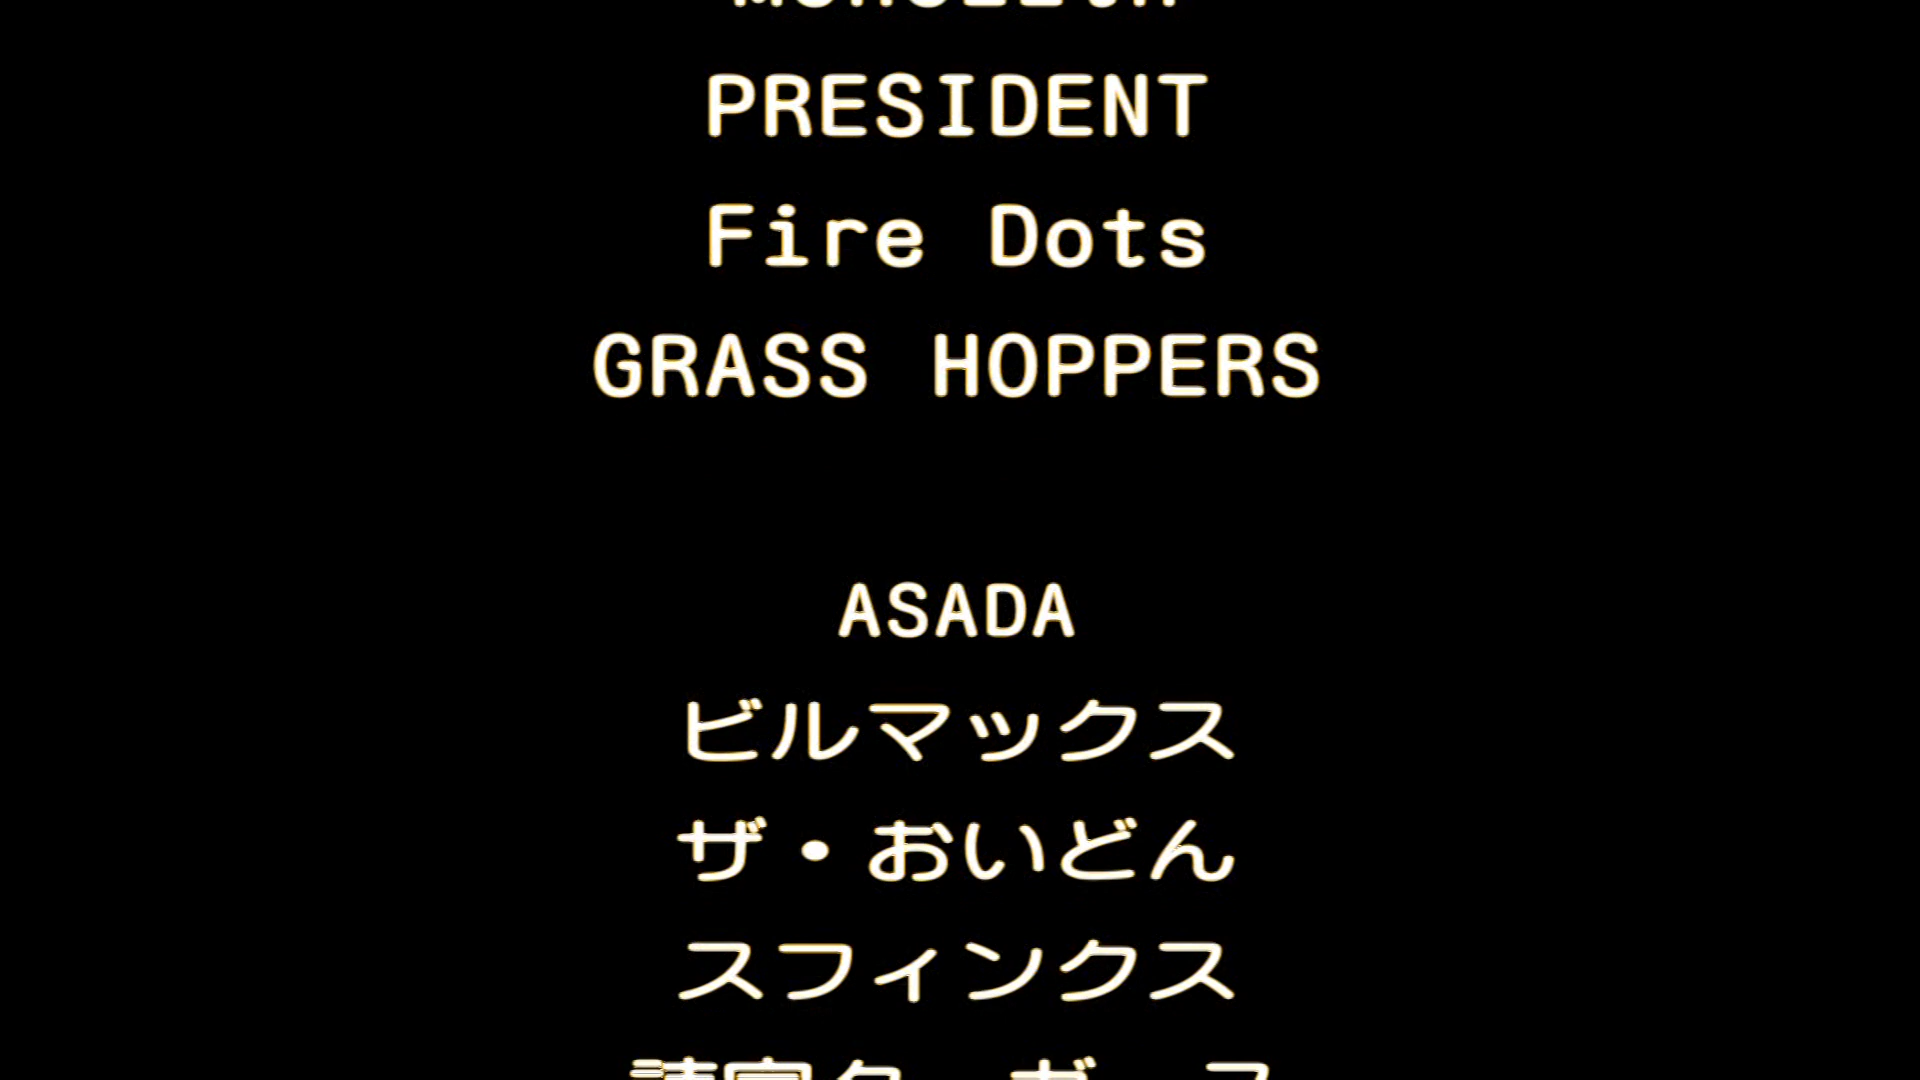 PRESIDENT
Fire Dots
GRASS HOPPERS
ASADA
ビルマックス
ザ・おいどん
スフィンクス